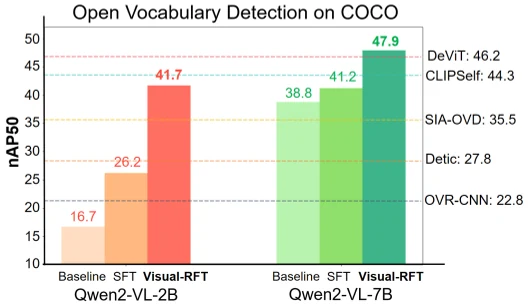 Open Vocabulary Detection on COCO
nAP50
50
45
40
35
30
25
20
15
10
16.7
26.2
41.7
38.8
41.2
47.9
DeViT: 46.2
CLIPSelf: 44.3
SIA-OVD: 35.5
Detic: 27.8
OVR-CNN: 22.8
Baseline SFT Visual-RFT
Baseline SFT Visual-RFT
Qwen2-VL-2B
Qwen2-VL-7B